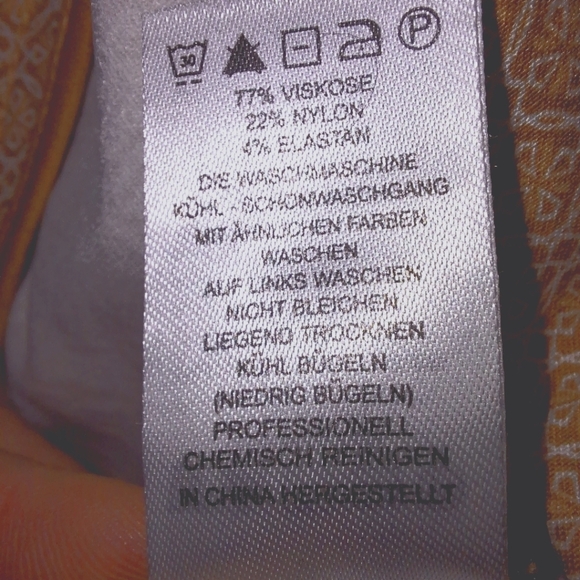 30 P
77% VISKOSE
22% NYLON
4% ELASTAN
DIE WASCHMASCHINE
KÜHL - SCHONWASCHGANG
MIT ÄHNLICHEN FARBEN
WASCHEN
AUF LINKS WASCHEN
NICHT BLEICHEN
LIEGEND TROCKNEN
KÜHL BÜGELN
(NIEDRIG BÜGELN)
PROFESSIONELL
CHEMISCH REINIGEN
IN CHINA HERGESTELLT